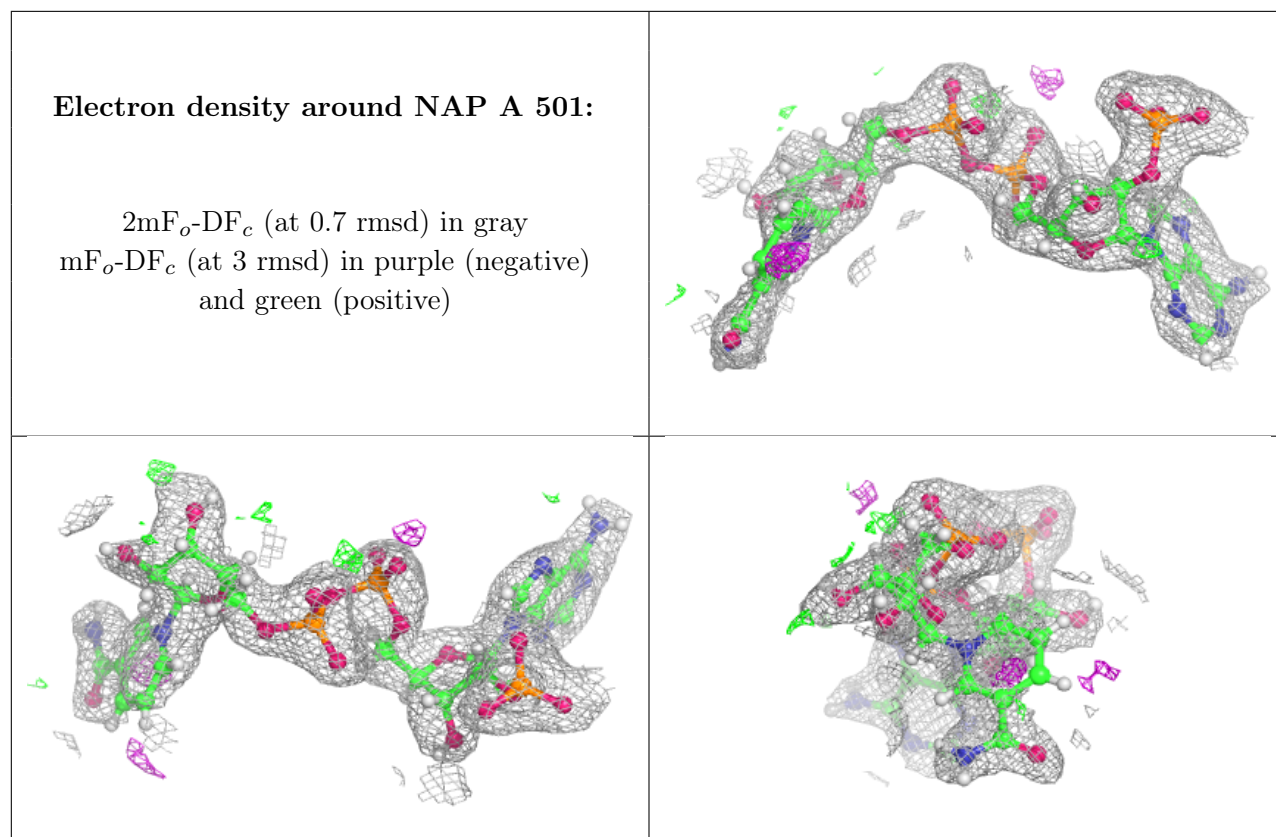 Electron density around NAP A 501:
2mFo-DFc (at 0.7 rmsd) in gray
mFo-DFc (at 3 rmsd) in purple (negative)
and green (positive)